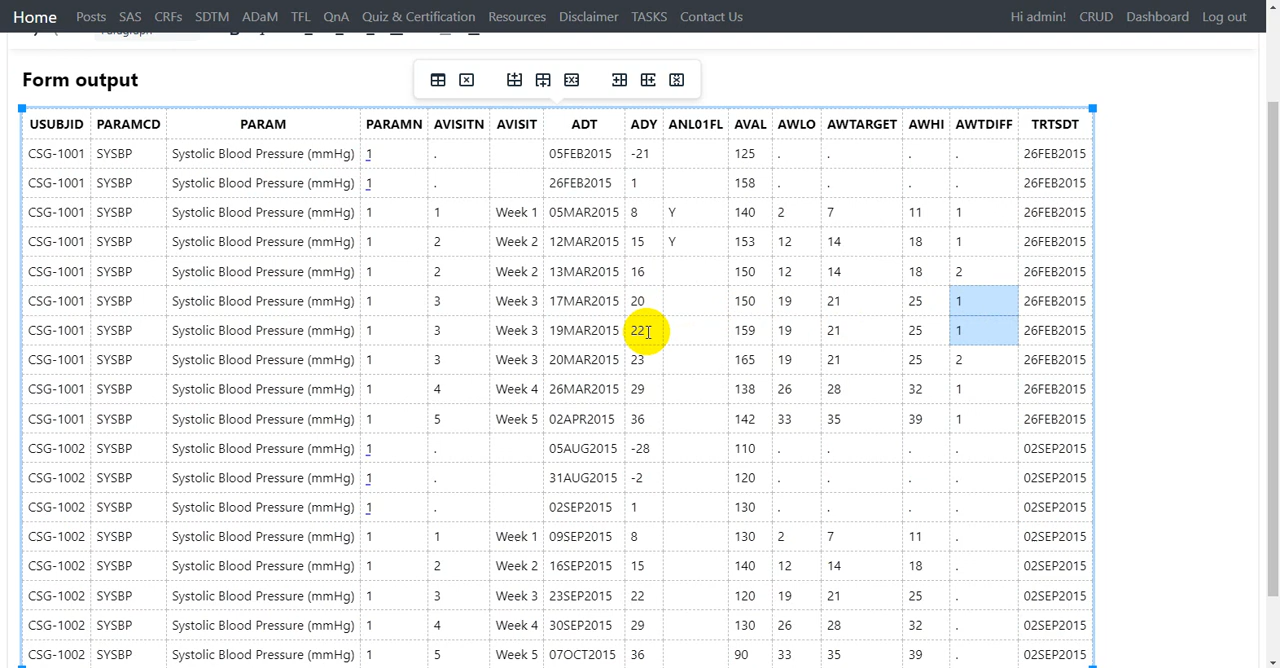 Home Posts SAS CRFs SDTM ADaM TFL QnA Quiz & Certification Resources Disclaimer TASKS Contact Us Hi admin! CRUD Dashboard Log out
Form output
USUBJID PARAMCD PARAM PARAMN AVISITN AVISIT ADT ADY ANL01FL AVAL AWLO AWTARGET AWHI AWTDIFF TRTSDT
CSG-1001 SYSBP Systolic Blood Pressure (mmHg) 1 . 05FEB2015 -21 125 . . . . 26FEB2015
CSG-1001 SYSBP Systolic Blood Pressure (mmHg) 1 . 26FEB2015 1 158 . . . . 26FEB2015
CSG-1001 SYSBP Systolic Blood Pressure (mmHg) 1 1 Week 1 05MAR2015 8 Y 140 2 7 11 1 26FEB2015
CSG-1001 SYSBP Systolic Blood Pressure (mmHg) 1 2 Week 2 12MAR2015 15 Y 153 12 14 18 1 26FEB2015
CSG-1001 SYSBP Systolic Blood Pressure (mmHg) 1 2 Week 2 13MAR2015 16 150 12 14 18 2 26FEB2015
CSG-1001 SYSBP Systolic Blood Pressure (mmHg) 1 3 Week 3 17MAR2015 20 150 19 21 25 1 26FEB2015
CSG-1001 SYSBP Systolic Blood Pressure (mmHg) 1 3 Week 3 19MAR2015 22 159 19 21 25 1 26FEB2015
CSG-1001 SYSBP Systolic Blood Pressure (mmHg) 1 3 Week 3 20MAR2015 23 165 19 21 25 2 26FEB2015
CSG-1001 SYSBP Systolic Blood Pressure (mmHg) 1 4 Week 4 26MAR2015 29 138 26 28 32 1 26FEB2015
CSG-1001 SYSBP Systolic Blood Pressure (mmHg) 1 5 Week 5 02APR2015 36 142 33 35 39 1 26FEB2015
CSG-1002 SYSBP Systolic Blood Pressure (mmHg) 1 . 05AUG2015 -28 110 . . . . 02SEP2015
CSG-1002 SYSBP Systolic Blood Pressure (mmHg) 1 . 31AUG2015 -2 120 . . . . 02SEP2015
CSG-1002 SYSBP Systolic Blood Pressure (mmHg) 1 . 02SEP2015 1 130 . . . . 02SEP2015
CSG-1002 SYSBP Systolic Blood Pressure (mmHg) 1 1 Week 1 09SEP2015 8 130 2 7 11 . 02SEP2015
CSG-1002 SYSBP Systolic Blood Pressure (mmHg) 1 2 Week 2 16SEP2015 15 140 12 14 18 . 02SEP2015
CSG-1002 SYSBP Systolic Blood Pressure (mmHg) 1 3 Week 3 23SEP2015 22 120 19 21 25 . 02SEP2015
CSG-1002 SYSBP Systolic Blood Pressure (mmHg) 1 4 Week 4 30SEP2015 29 130 26 28 32 . 02SEP2015
CSG-1002 SYSBP Systolic Blood Pressure (mmHg) 1 5 Week 5 07OCT2015 36 90 33 35 39 . 02SEP2015